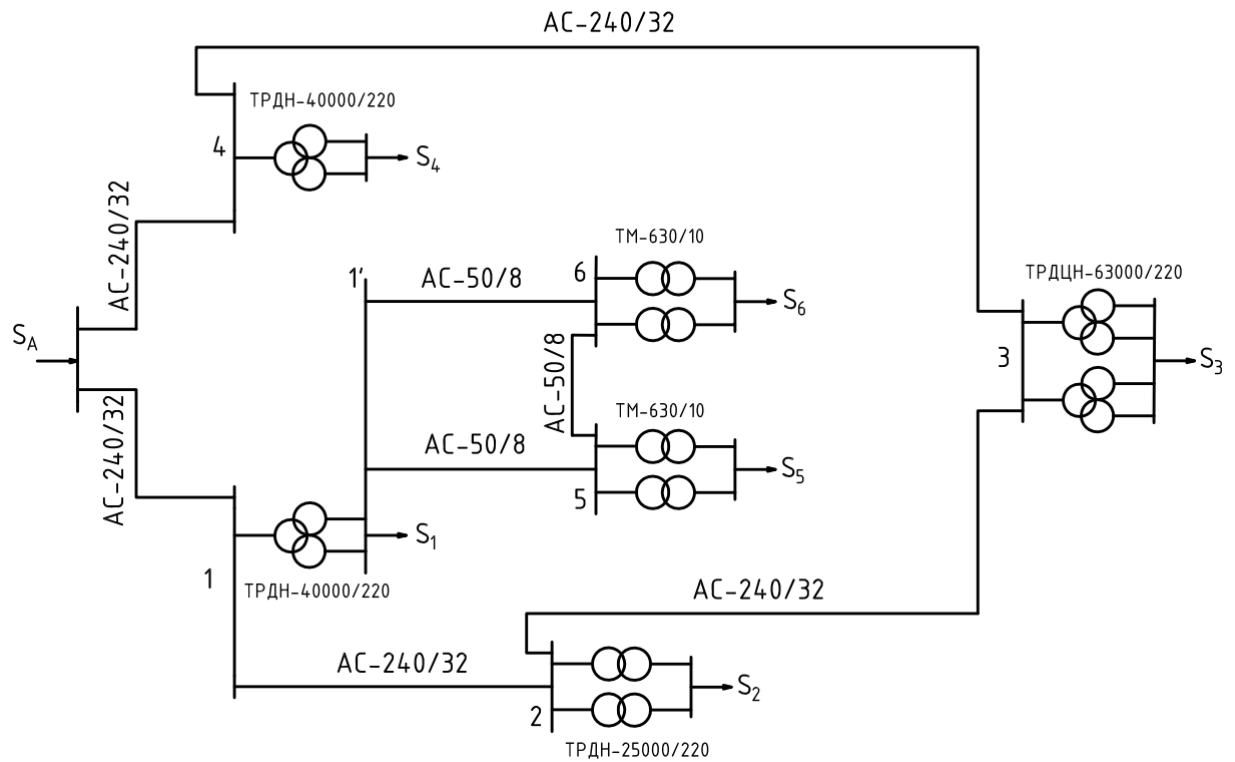 АС-240/32
ТРДН-40000/220
4
S4
АС-240/32
ТМ-630/10
1'
АС-50/8
6
S6
ТРДЦН-63000/220
SА
АС-50/8
3
S3
АС-240/32
ТМ-630/10
АС-50/8
5
S5
S1
1
ТРДН-40000/220
АС-240/32
АС-240/32
2
S2
ТРДН-25000/220